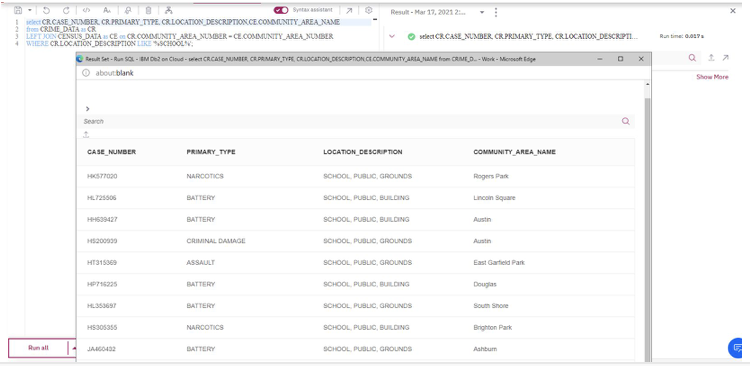 Syntax assistant
Result - Mar 17, 2021 2:...
1 select CR.CASE_NUMBER, CR.PRIMARY_TYPE, CR.LOCATION_DESCRIPTION,CE.COMMUNITY_AREA_NAME
2 from CRIME_DATA as CR
3 LEFT JOIN CENSUS_DATA as CE on CR.COMMUNITY_AREA_NUMBER = CE.COMMUNITY_AREA_NUMBER
4 WHERE CR.LOCATION_DESCRIPTION LIKE '%SCHOOL%';
select CR.CASE_NUMBER, CR.PRIMARY_TYPE, CR.LOCATION_DESCRIPTI...
Run time: 0.017 s
Show More
Result Set - Run SQL - IBM Db2 on Cloud - select CR.CASE_NUMBER, CR.PRIMARY_TYPE, CR.LOCATION_DESCRIPTION,CE.COMMUNITY_AREA_NAME from CRIME_D... - Work - Microsoft Edge
about:blank
Search
CASE_NUMBER PRIMARY_TYPE LOCATION_DESCRIPTION COMMUNITY_AREA_NAME
HK577020 NARCOTICS SCHOOL, PUBLIC, GROUNDS Rogers Park
HL725506 BATTERY SCHOOL, PUBLIC, BUILDING Lincoln Square
HH639427 BATTERY SCHOOL, PUBLIC, BUILDING Austin
HS200939 CRIMINAL DAMAGE SCHOOL, PUBLIC, GROUNDS Austin
HT315369 ASSAULT SCHOOL, PUBLIC, GROUNDS East Garfield Park
HP716225 BATTERY SCHOOL, PUBLIC, BUILDING Douglas
HL353697 BATTERY SCHOOL, PUBLIC, GROUNDS South Shore
HS305355 NARCOTICS SCHOOL, PUBLIC, BUILDING Brighton Park
JA460432 BATTERY SCHOOL, PUBLIC, GROUNDS Ashburn
Run all